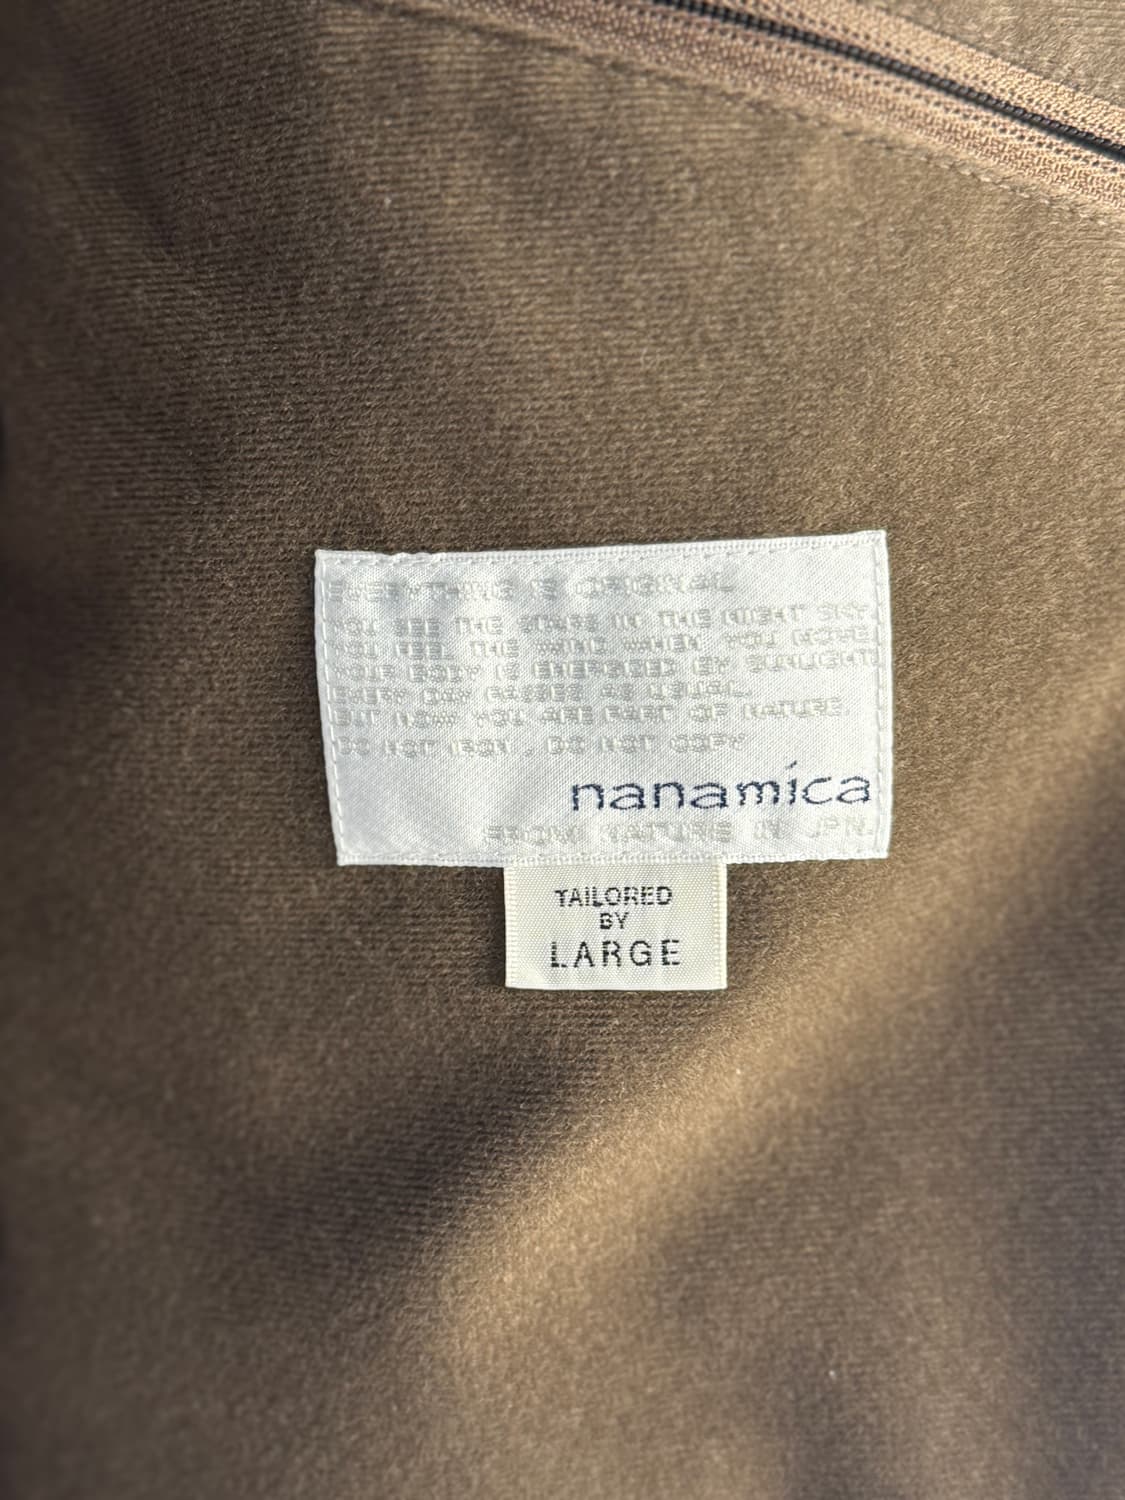 EVERYTHING IS ORIGINAL
YOU SEE THE STARS IN THE NIGHT SKY
YOU FEEL THE WIND WHEN YOU MOVE
YOUR BODY IS ENERGIZED BY SUNLIGHT
EVERY DAY PASSES AS USUAL.
BUT NOW YOU ARE PART OF NATURE.
DO NOT IRON. DO NOT COPY
nanamica
FROM NATURE IN JPN.
TAILORED
BY
LARGE